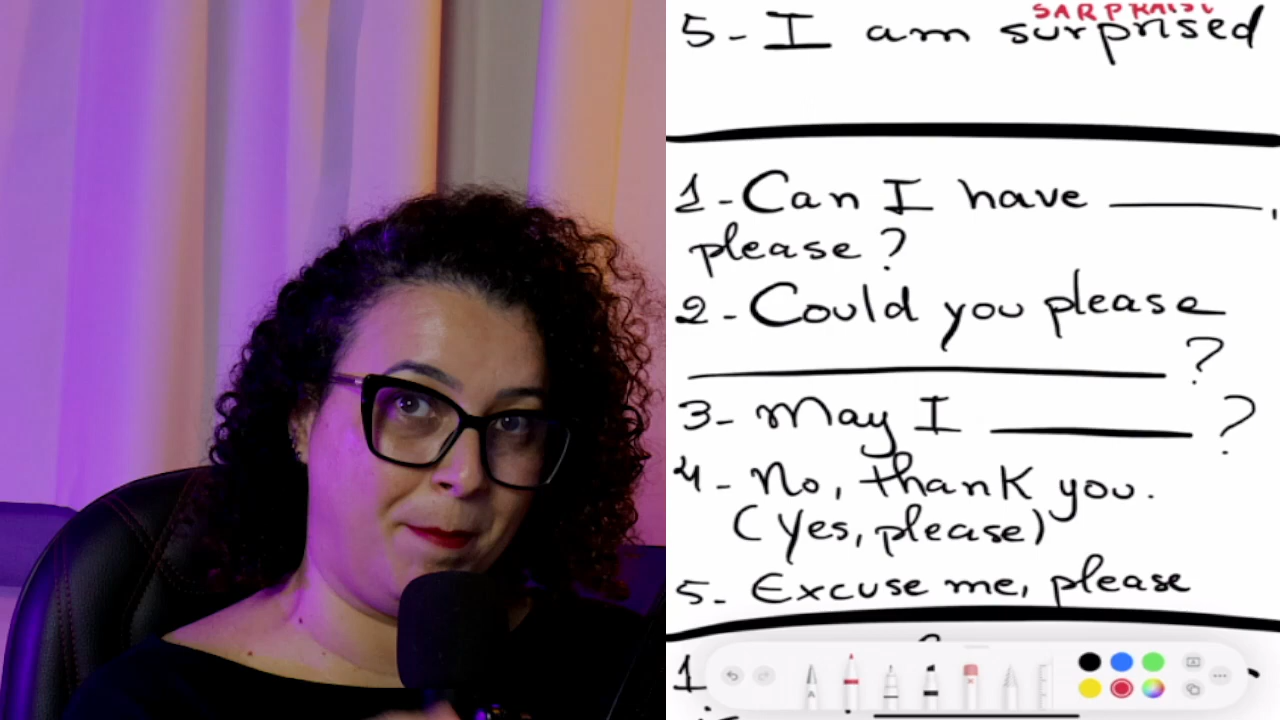 5- I am surprised
1- Can I have ______,
please?
2- Could you please
______?
3- May I ______?
4- No, thank you.
(Yes, please)
5. Excuse me, please
1